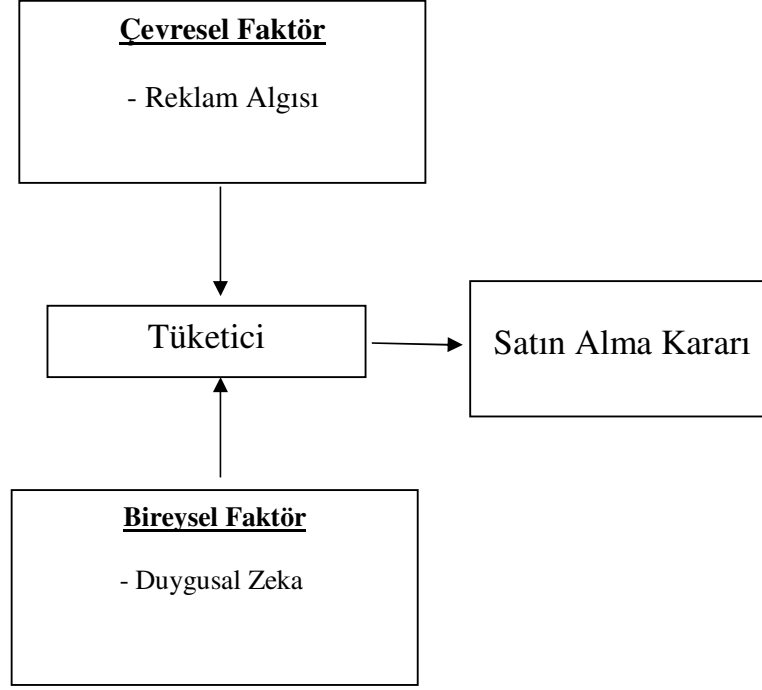 Çevresel Faktör
- Reklam Algısı
Tüketici
Satın Alma Kararı
Bireysel Faktör
- Duygusal Zeka